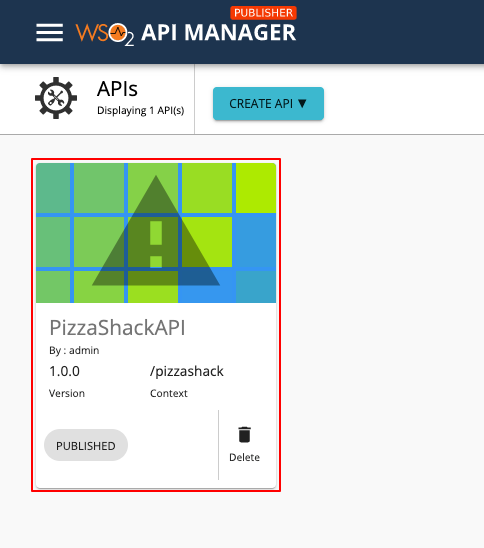 PUBLISHER
WSO2 API MANAGER
APIs
Displaying 1 API(s)
CREATE API ▼
PizzaShackAPI
By : admin
1.0.0 /pizzashack
Version Context
PUBLISHED
Delete